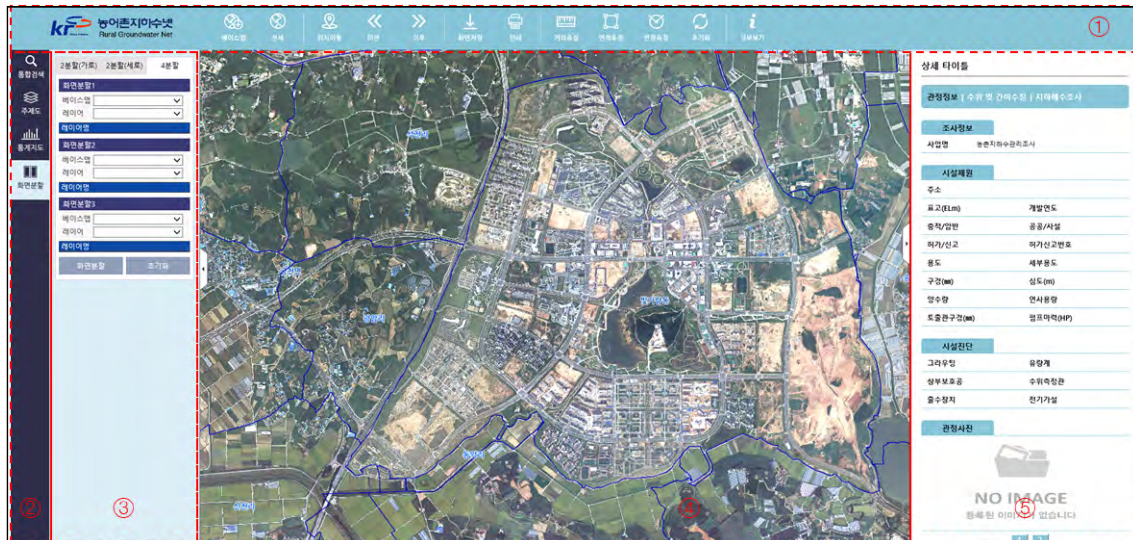 kr 농어촌지하수넷
Rural Groundwater Net
베이스맵 전체 위치이동 이전 이후 화면저장 인쇄 거리측정 면적측정 반경측정 초기화 정보보기
①
통합검색
주제도
통계지도
화면분할
②
2분할(가로) 2분할(세로) 4분할
화면분할1
베이스맵
레이어
레이어명
화면분할2
베이스맵
레이어
레이어명
화면분할3
베이스맵
레이어
레이어명
화면분할 초기화
③
④
상세 타이틀
관정정보 | 수위 및 간이수질 | 지하해수조사
조사정보
사업명 농촌지하수관리조사
시설제원
주소
표고(ELm) 개발연도
충적/암반 공공/사설
허가/신고 허가신고번호
용도 세부용도
구경(㎜) 심도(m)
양수량 연사용량
토출관구경(㎜) 펌프마력(HP)
시설진단
그라우팅 유량계
상부보호공 수위측정관
출수장치 전기가설
관정사진
NO IMAGE
등록된 이미지가 없습니다
⑤